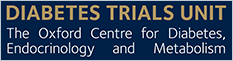 DIABETES TRIALS UNIT
The Oxford Centre for Diabetes,
Endocrinology and Metabolism